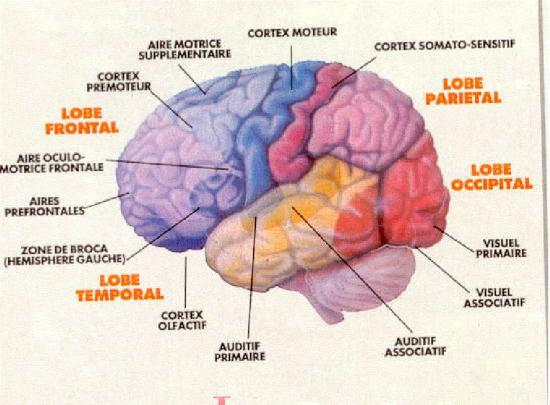 CORTEX MOTEUR
AIRE MOTRICE
SUPPLEMENTAIRE
CORTEX SOMATO-SENSITIF
CORTEX
PREMOTEUR
LOBE
PARIETAL
LOBE
FRONTAL
AIRE OCULO-
MOTRICE FRONTALE
LOBE
OCCIPITAL
AIRES
PREFRONTALES
ZONE DE BROCA
(HEMISPHERE GAUCHE)
VISUEL
PRIMAIRE
LOBE
TEMPORAL
VISUEL
ASSOCIATIF
CORTEX
OLFACTIF
AUDITIF
PRIMAIRE
AUDITIF
ASSOCIATIF